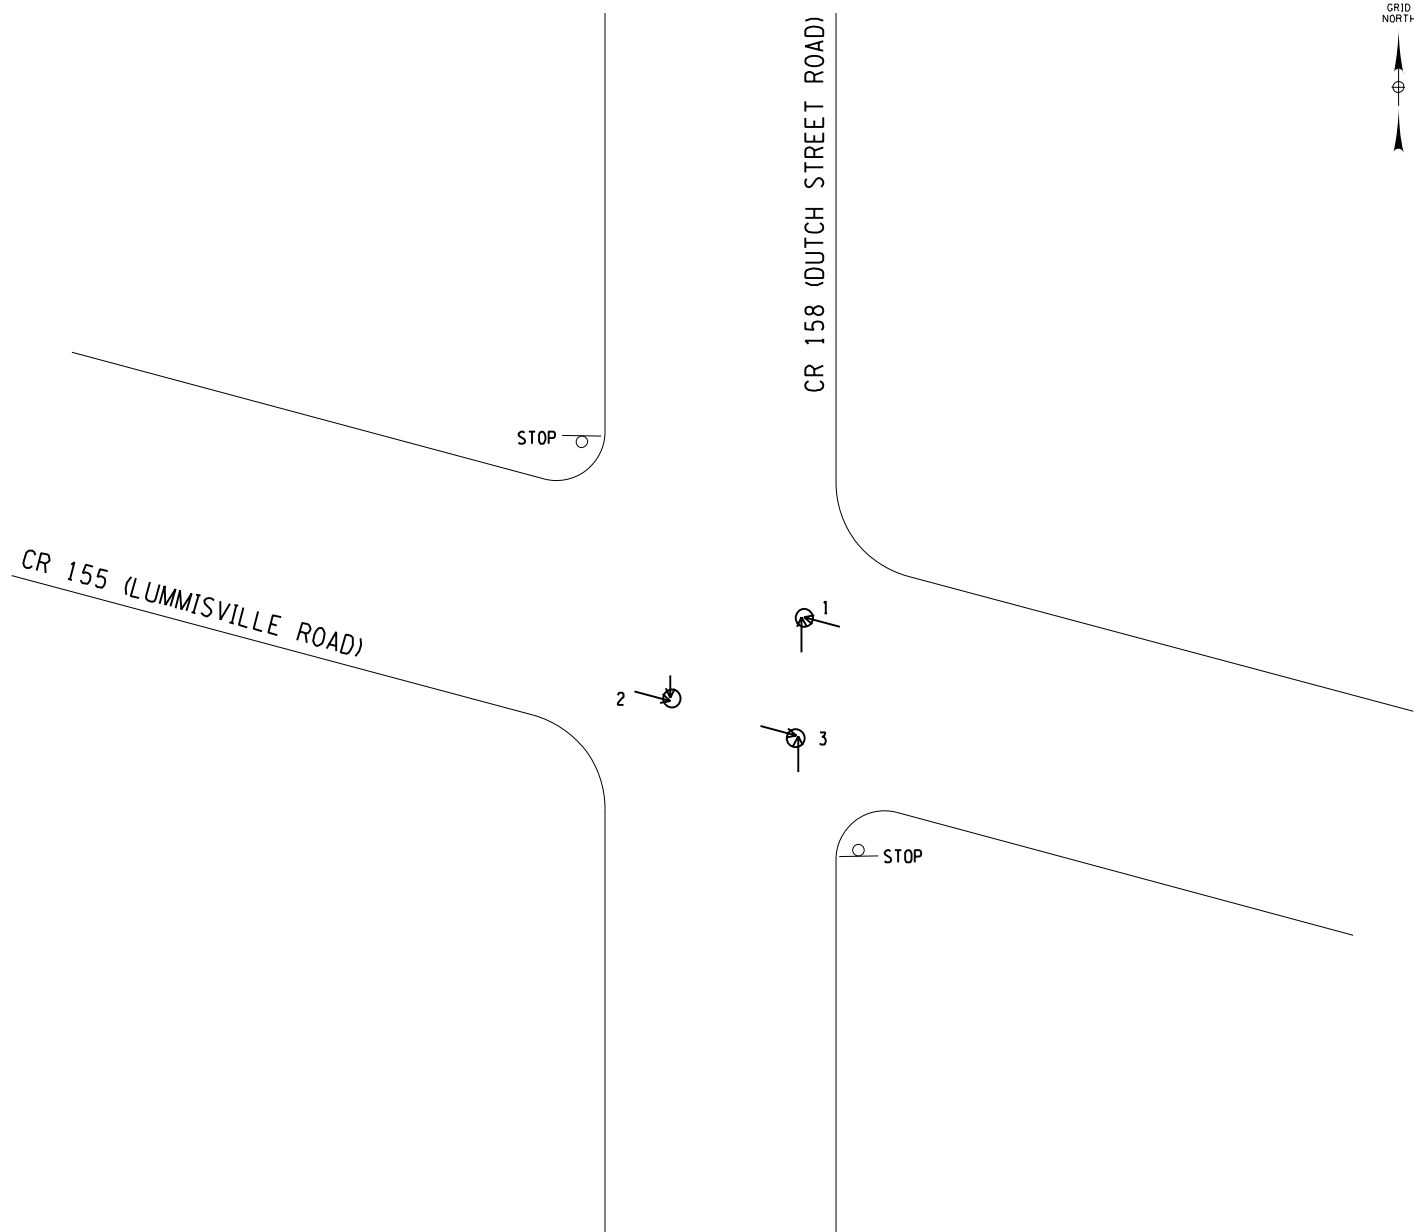 GRID
NORTH
CR 158 (DUTCH STREET ROAD)
STOP
CR 155 (LUMMISVILLE ROAD)
1
2
3
STOP